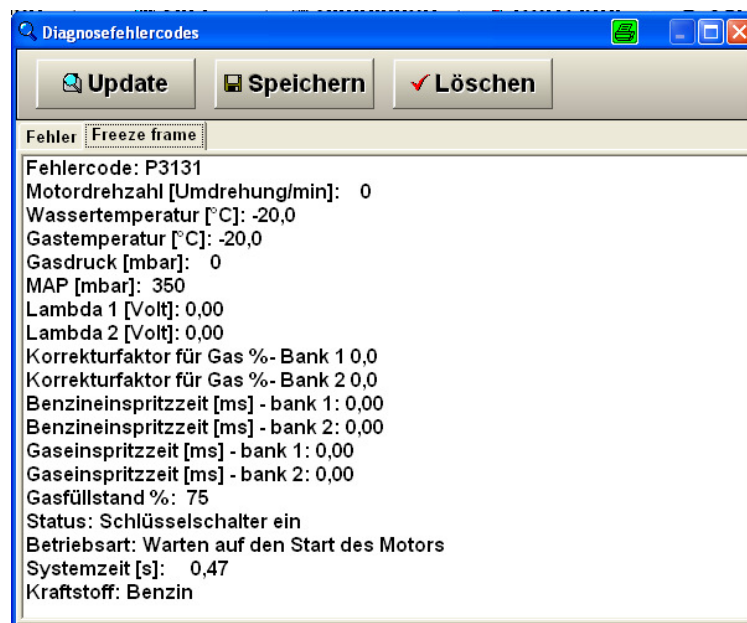 Diagnosefehlercodes
Update Speichern Löschen
Fehler Freeze frame
Fehlercode: P3131
Motordrehzahl [Umdrehung/min]: 0
Wassertemperatur [°C]: -20,0
Gastemperatur [°C]: -20,0
Gasdruck [mbar]: 0
MAP [mbar]: 350
Lambda 1 [Volt]: 0,00
Lambda 2 [Volt]: 0,00
Korrekturfaktor für Gas %- Bank 1 0,0
Korrekturfaktor für Gas %- Bank 2 0,0
Benzineinspritzzeit [ms] - bank 1: 0,00
Benzineinspritzzeit [ms] - bank 2: 0,00
Gaseinspritzzeit [ms] - bank 1: 0,00
Gaseinspritzzeit [ms] - bank 2: 0,00
Gasfüllstand %: 75
Status: Schlüsselschalter ein
Betriebsart: Warten auf den Start des Motors
Systemzeit [s]: 0,47
Kraftstoff: Benzin